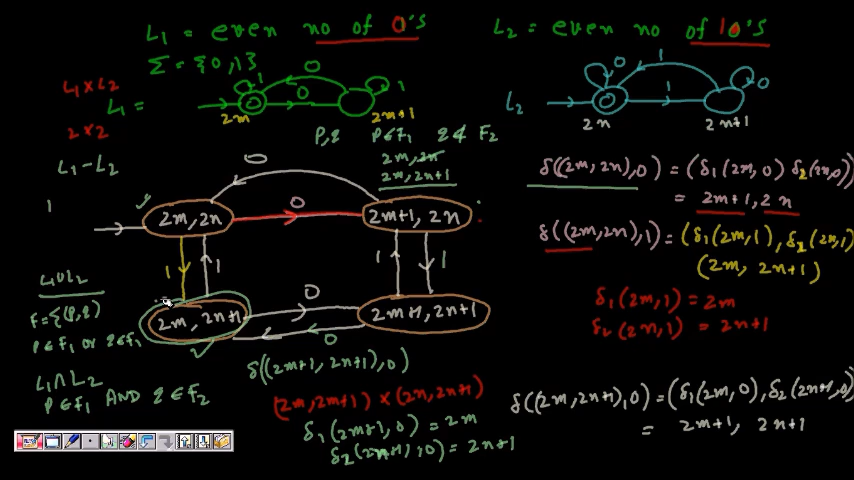 L1 = even no of 0's
Σ = {0,1}
L2 = even no of 10's
L1 × L2
2 × 2
L1 =
1
0
0
1
2m
2m+1
L2
0
1
1
0
2n
2n+1
P,q P∈F1 q∉F2
2m, 2n
2m, 2n+1
L1 - L2
1
0
0
2m, 2n
2m+1, 2n
1
1
1
1
2m, 2n+1
2m+1, 2n+1
0
0
δ((2m, 2n),0) = (δ1(2m,0) δ2(2n,0))
= 2m+1, 2n
δ((2m,2n),1) = (δ1(2m,1), δ2(2n,1)
(2m, 2n+1)
δ1(2m,1) = 2m
δ2(2n,1) = 2n+1
L1∪L2
F = {(P,q)
P∈F1 or q∈F1
L1∩L2
P∈F1 AND q∈F2
δ((2m+1, 2n+1),0)
(2m, 2m+1) × (2n, 2n+1)
δ1(2m+1,0) = 2m
δ2(2n+1,0) = 2n+1
δ((2m, 2n+1),0) = (δ1(2m,0), δ2(2n+1,0)
= 2m+1, 2n+1